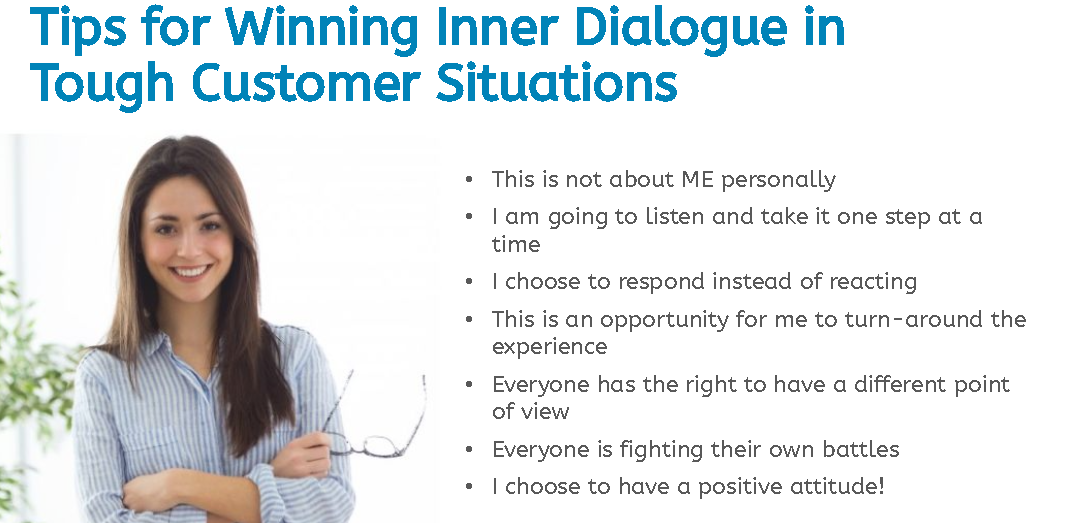 Tips for Winning Inner Dialogue in
Tough Customer Situations
• This is not about ME personally
• I am going to listen and take it one step at a
time
• I choose to respond instead of reacting
• This is an opportunity for me to turn-around the
experience
• Everyone has the right to have a different point
of view
• Everyone is fighting their own battles
• I choose to have a positive attitude!